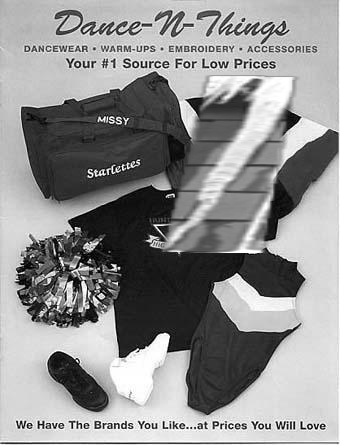 Dance-N-Things
DANCEWEAR • WARM-UPS • EMBROIDERY • ACCESSORIES
Your #1 Source For Low Prices
MISSY
Starlettes
We Have The Brands You Like...at Prices You Will Love